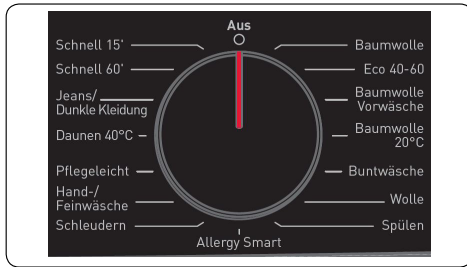 Aus
Schnell 15'
Schnell 60'
Jeans/
Dunkle Kleidung
Daunen 40°C
Pflegeleicht
Hand-/
Feinwäsche
Schleudern
Allergy Smart
Baumwolle
Eco 40-60
Baumwolle
Vorwäsche
Baumwolle
20°C
Buntwäsche
Wolle
Spülen